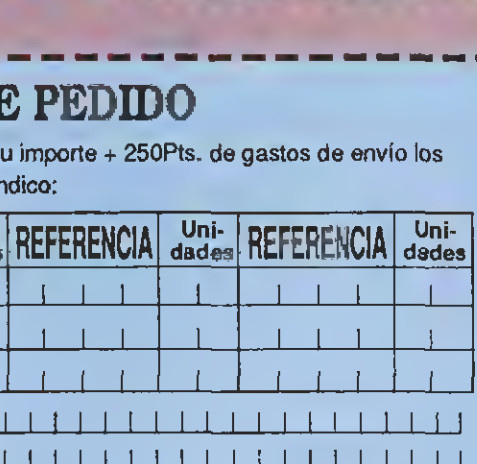 E PEDIDO
u importe + 250Pts. de gastos de envío los
ndico:
s REFERENCIA Uni-dades REFERENCIA Uni-dades